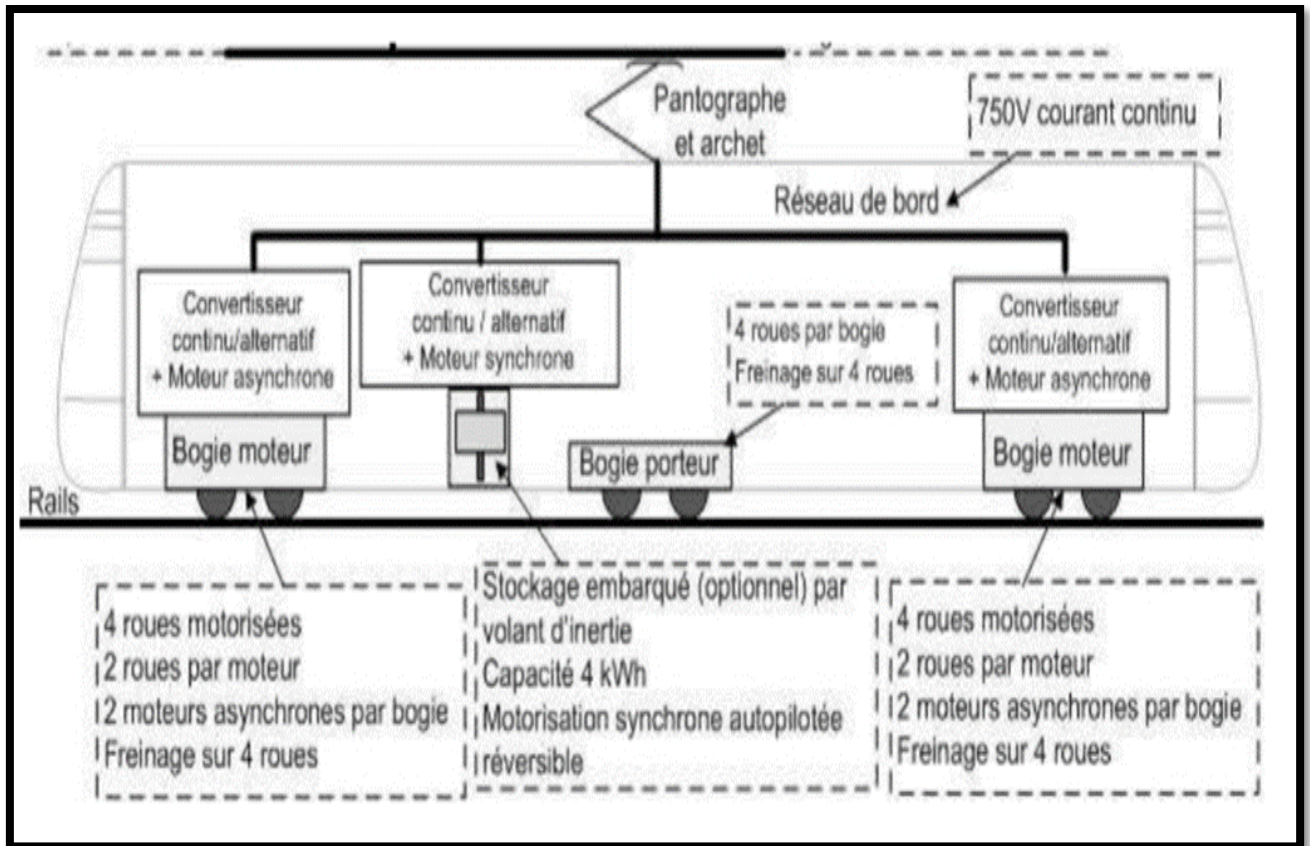 Pantographe
et archet
750V courant continu
Réseau de bord
Convertisseur
continu/alternatif
+ Moteur asynchrone
Convertisseur
continu / alternatif
+ Moteur synchrone
4 roues par bogie
Freinage sur 4 roues
Convertisseur
continu/alternatif
+ Moteur asynchrone
Bogie moteur
Bogie porteur
Bogie moteur
Rails
4 roues motorisées
2 roues par moteur
2 moteurs asynchrones par bogie
Freinage sur 4 roues
Stockage embarqué (optionnel) par
volant d'inertie
Capacité 4 kWh
Motorisation synchrone autopilotée
réversible
4 roues motorisées
2 roues par moteur
2 moteurs asynchrones par bogie
Freinage sur 4 roues